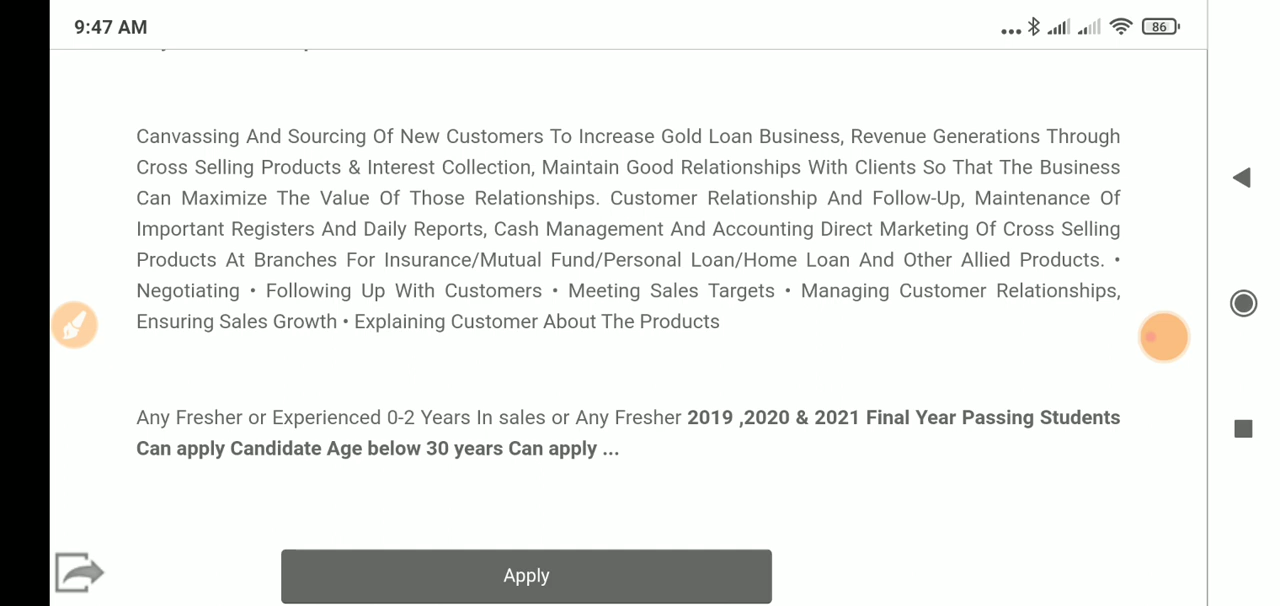 9:47 AM
86
Canvassing And Sourcing Of New Customers To Increase Gold Loan Business, Revenue Generations Through
Cross Selling Products & Interest Collection, Maintain Good Relationships With Clients So That The Business
Can Maximize The Value Of Those Relationships. Customer Relationship And Follow-Up, Maintenance Of
Important Registers And Daily Reports, Cash Management And Accounting Direct Marketing Of Cross Selling
Products At Branches For Insurance/Mutual Fund/Personal Loan/Home Loan And Other Allied Products. •
Negotiating • Following Up With Customers • Meeting Sales Targets • Managing Customer Relationships,
Ensuring Sales Growth • Explaining Customer About The Products
Any Fresher or Experienced 0-2 Years In sales or Any Fresher 2019 ,2020 & 2021 Final Year Passing Students
Can apply Candidate Age below 30 years Can apply ...
Apply